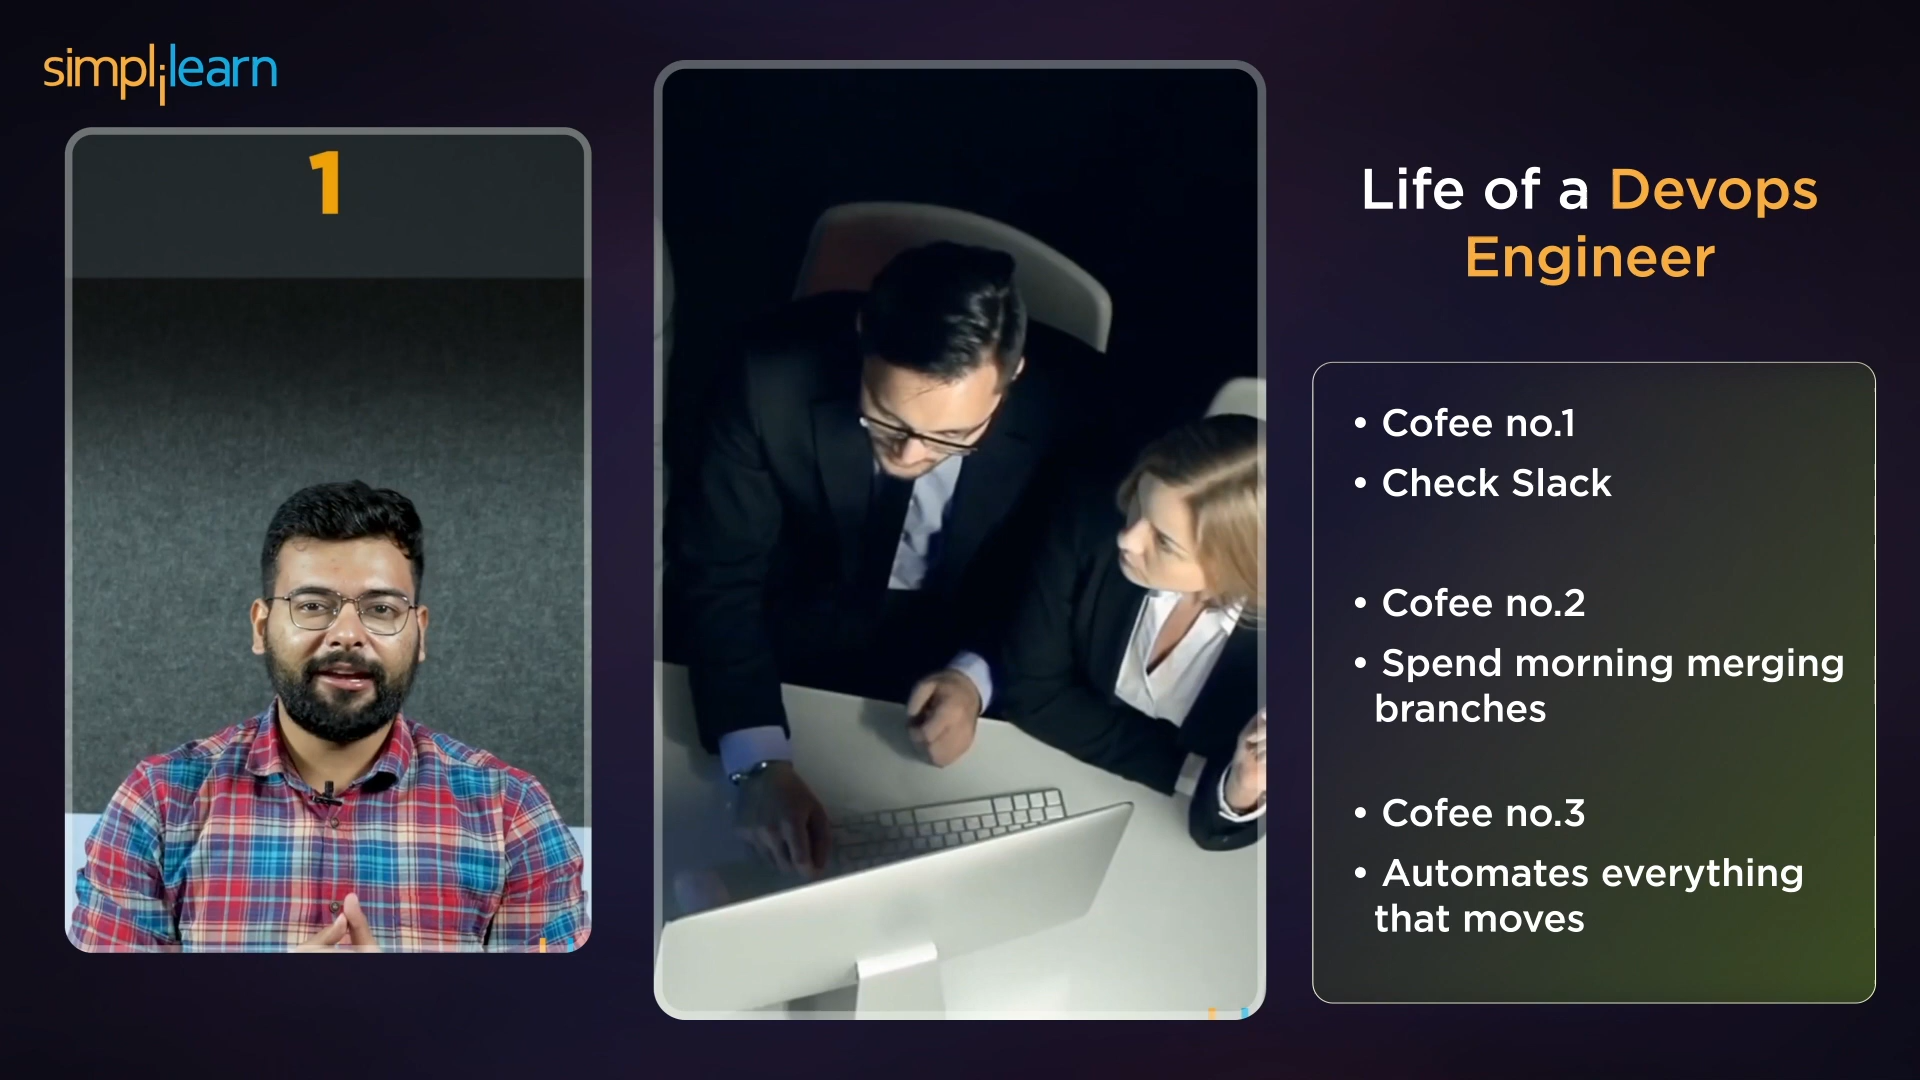 simplilearn
1
Life of a Devops
Engineer
• Cofee no.1
• Check Slack
• Cofee no.2
• Spend morning merging
branches
• Cofee no.3
• Automates everything
that moves